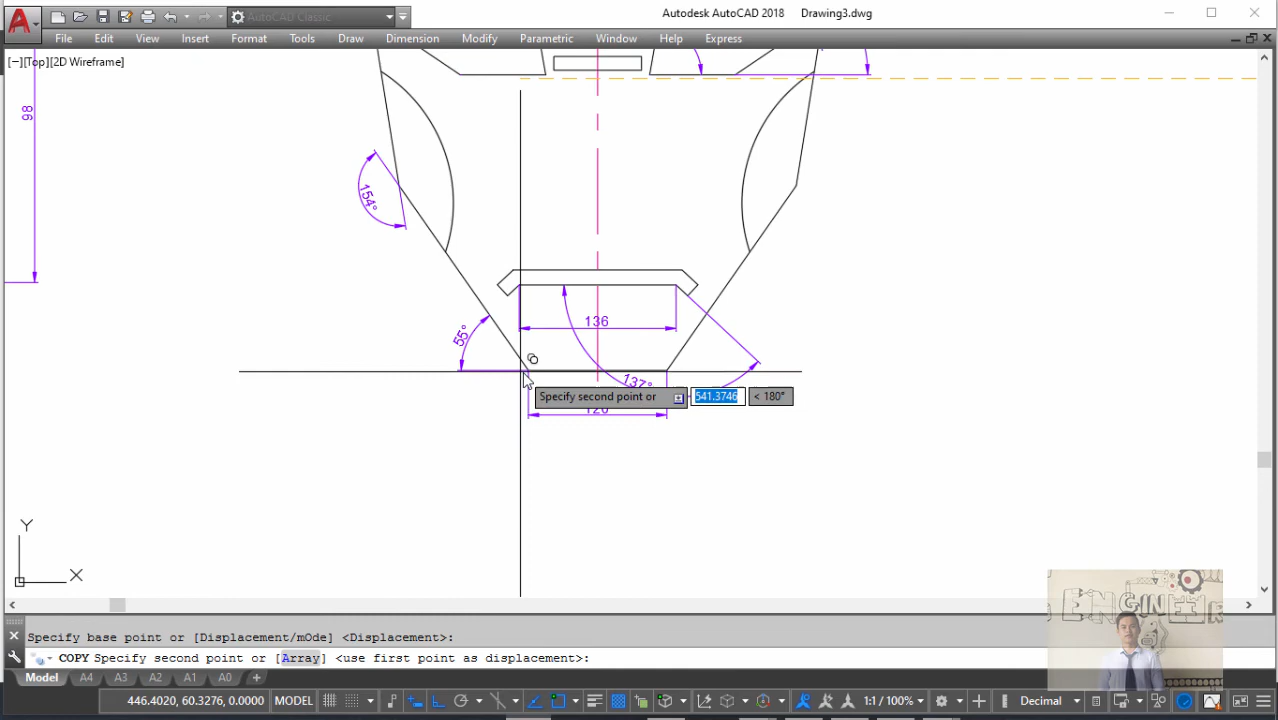 Autodesk AutoCAD 2018 Drawing3.dwg
AutoCAD Classic
File Edit View Insert Format Tools Draw Dimension Modify Parametric Window Help Express
[−][Top][2D Wireframe]
98
154°
136
55°
137°
Specify second point or 541.3746 < 180°
120
Y
X
ENGINEER
Specify base point or [Displacement/mOde] <Displacement>:
COPY Specify second point or [Array] <use first point as displacement>:
Model A4 A3 A2 A1 A0 +
446.4020, 60.3276, 0.0000 MODEL 1:1 / 100% Decimal